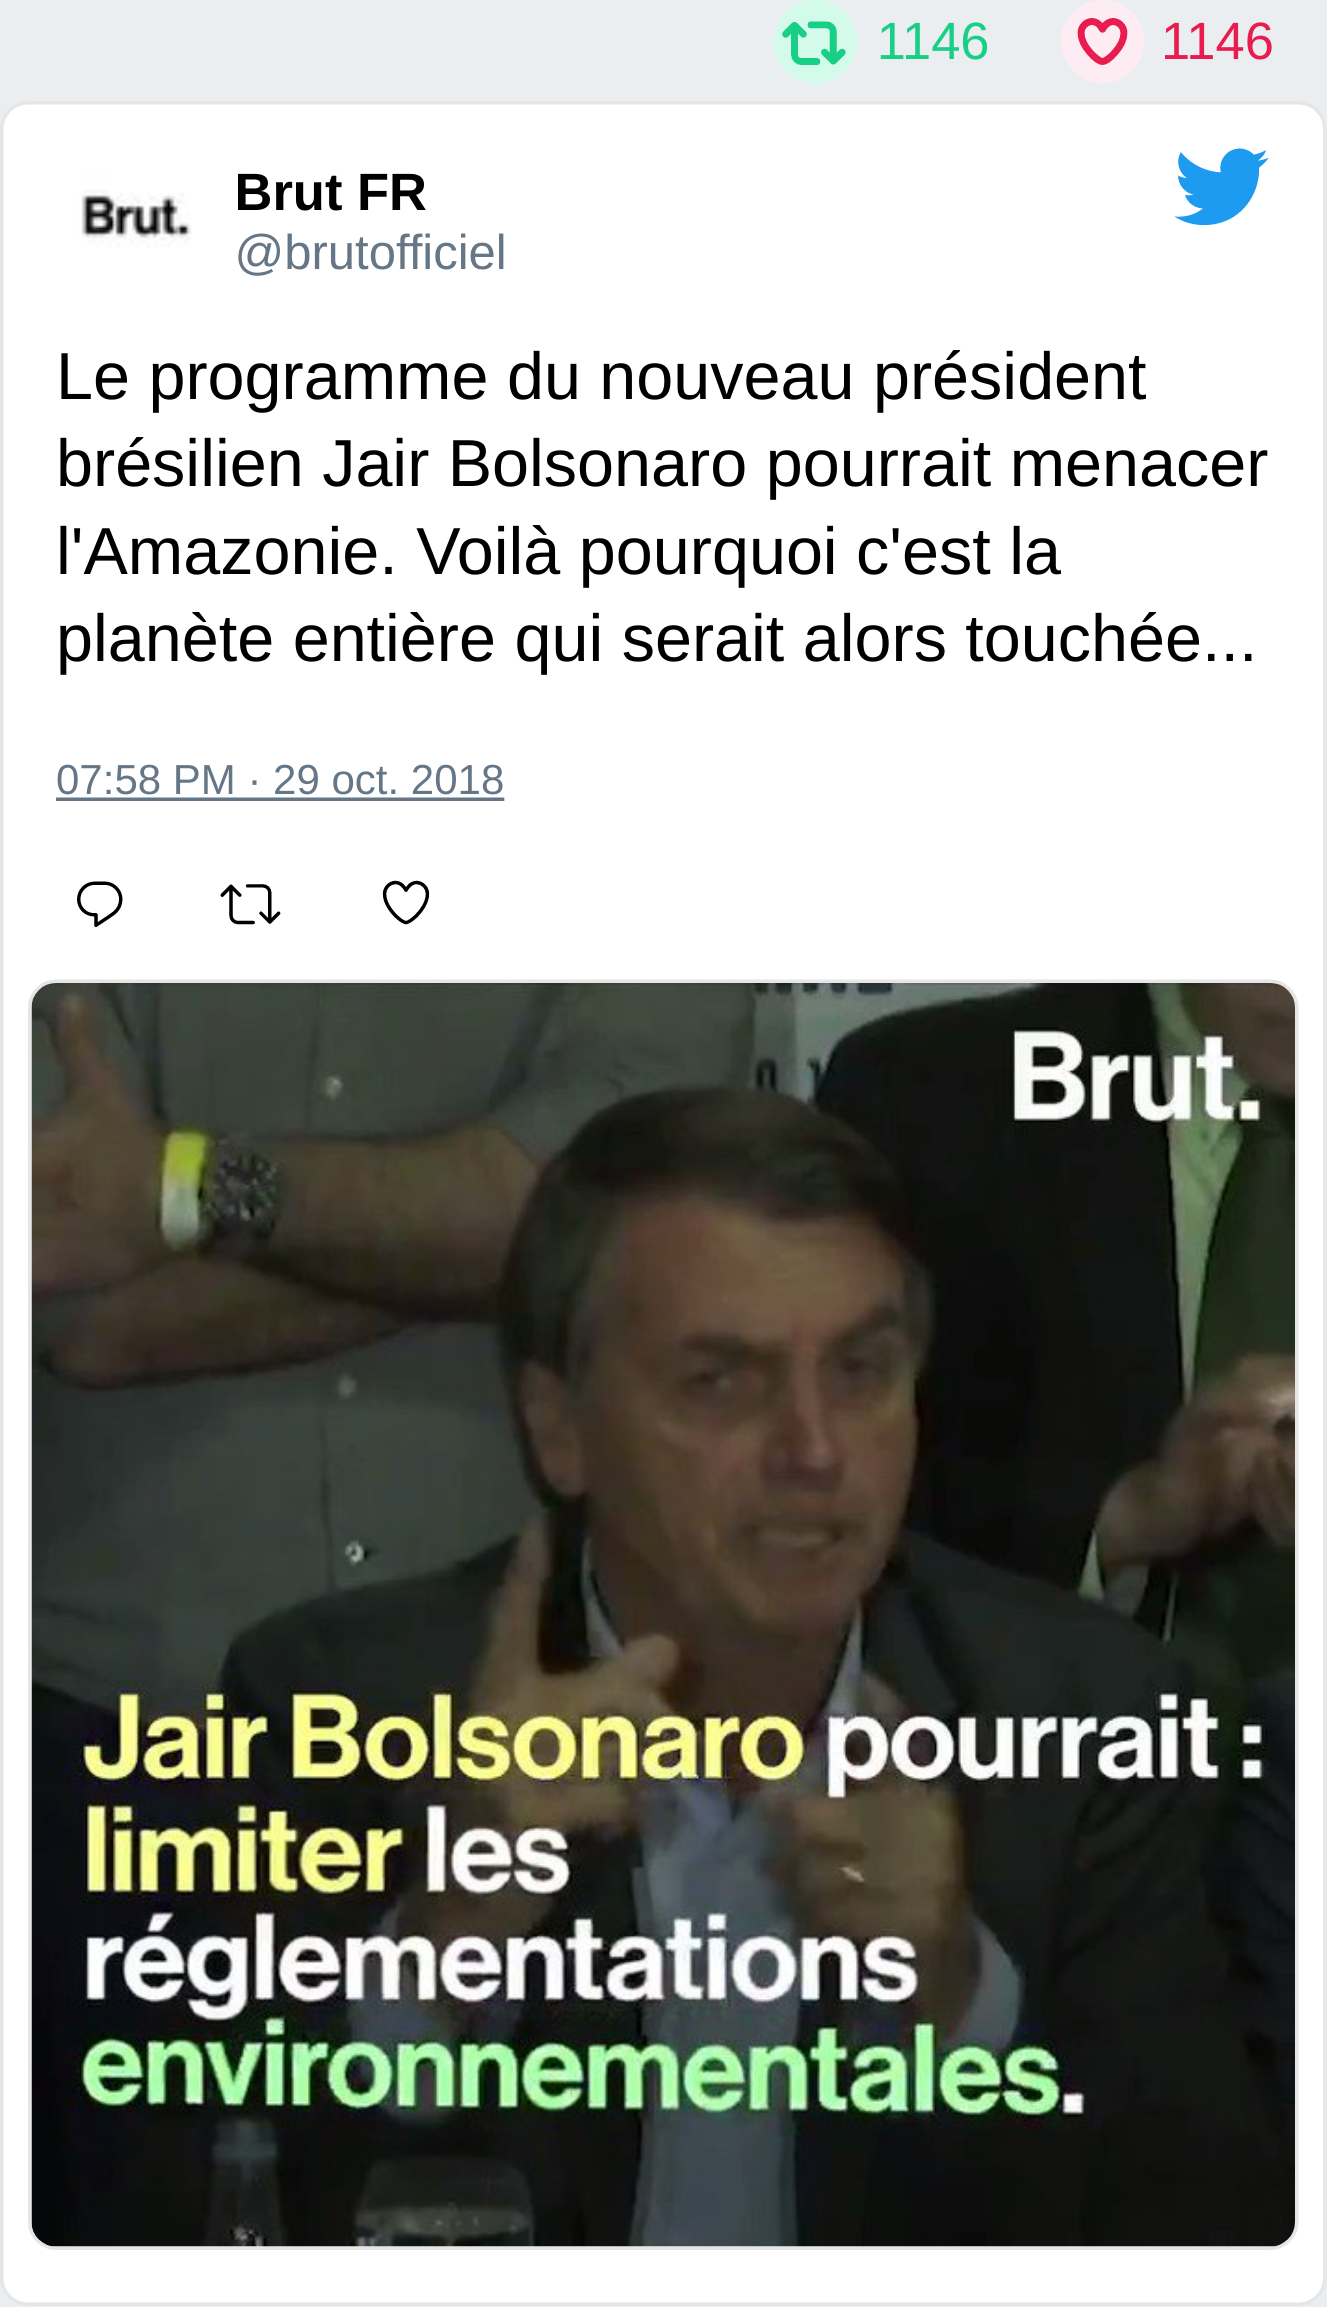 1146 1146
Brut.
Brut FR
@brutofficiel
Le programme du nouveau président
brésilien Jair Bolsonaro pourrait menacer
l'Amazonie. Voilà pourquoi c'est la
planète entière qui serait alors touchée...
07:58 PM · 29 oct. 2018
Brut.
Jair Bolsonaro pourrait :
limiter les
réglementations
environnementales.